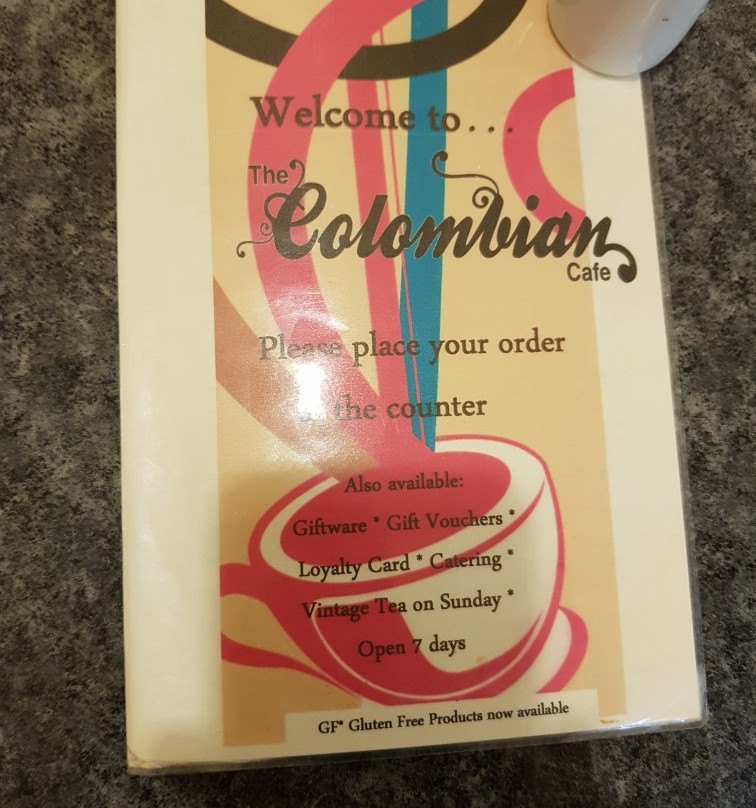 Welcome to...
The
Colombian
Cafe
Please place your order
the counter
Also available:
Giftware * Gift Vouchers *
Loyalty Card * Catering *
Vintage Tea on Sunday *
Open 7 days
GF* Gluten Free Products now available